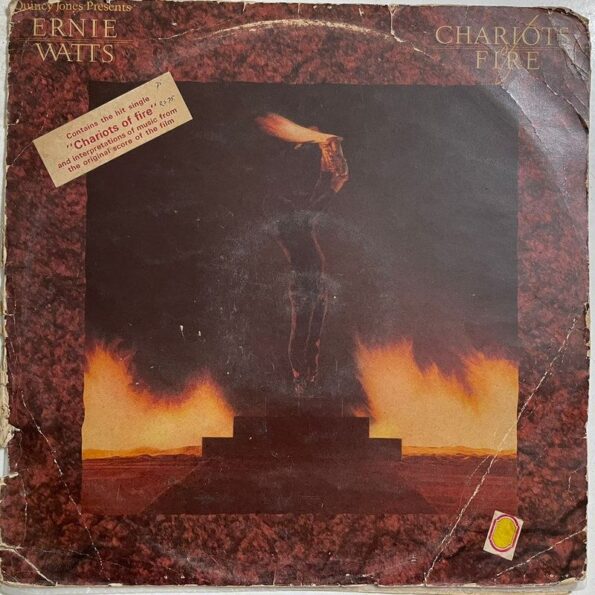 Quincy Jones Presents
ERNIE
WATTS
CHARIOTS
of
FIRE
Contains the hit single
"Chariots of fire"
and interpretations of music from
the original score of the film